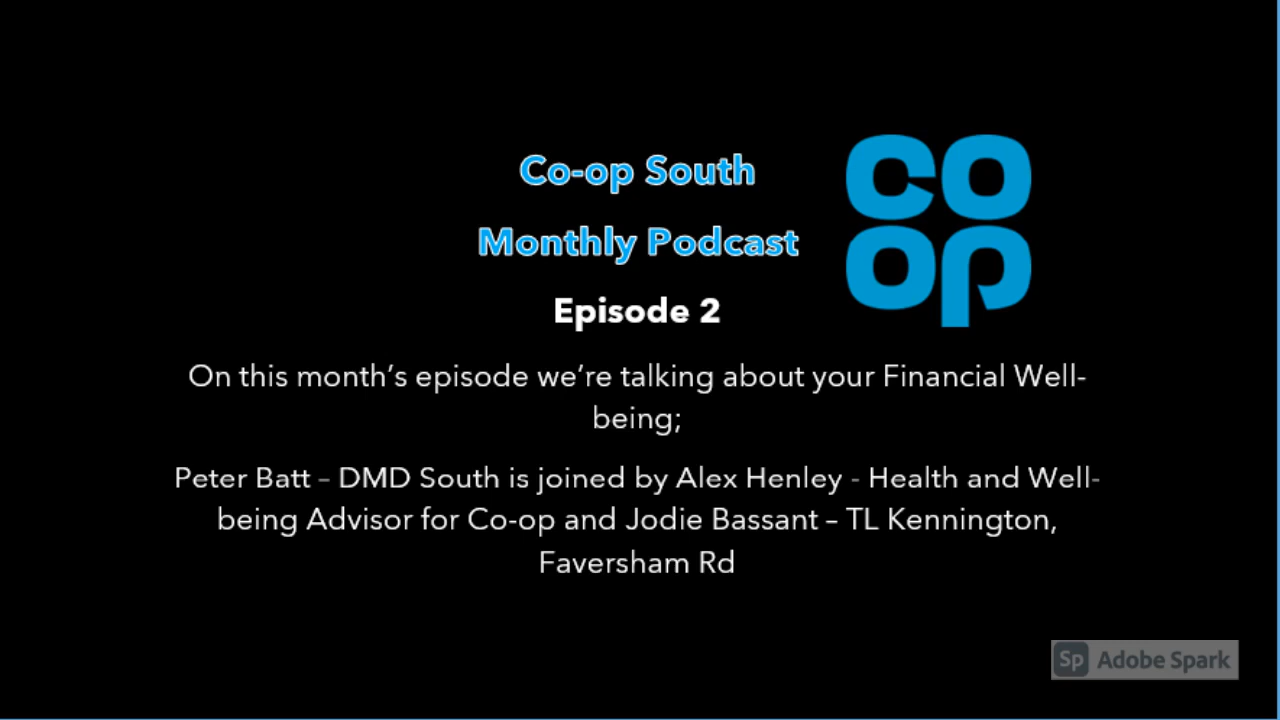 Co-op South
Monthly Podcast
Episode 2
co
op
On this month’s episode we’re talking about your Financial Well-
being;
Peter Batt – DMD South is joined by Alex Henley - Health and Well-
being Advisor for Co-op and Jodie Bassant – TL Kennington,
Faversham Rd
Sp Adobe Spark